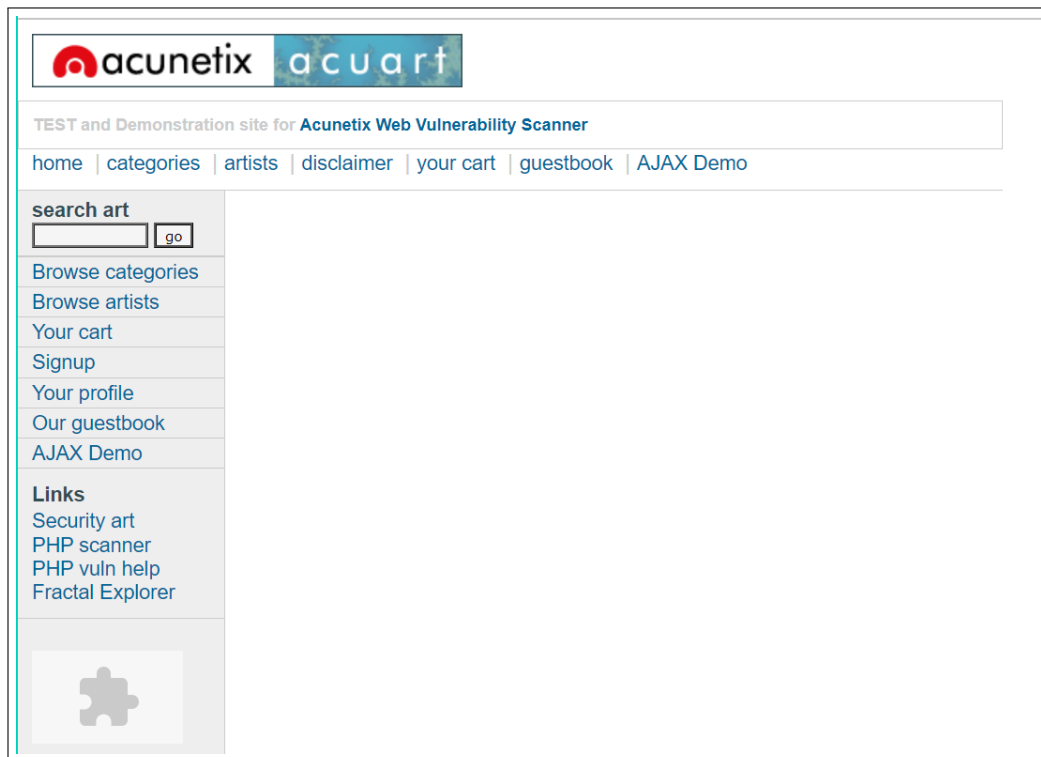 acunetix acuart
TEST and Demonstration site for Acunetix Web Vulnerability Scanner
home | categories | artists | disclaimer | your cart | guestbook | AJAX Demo
search art
go
Browse categories
Browse artists
Your cart
Signup
Your profile
Our guestbook
AJAX Demo
Links
Security art
PHP scanner
PHP vuln help
Fractal Explorer